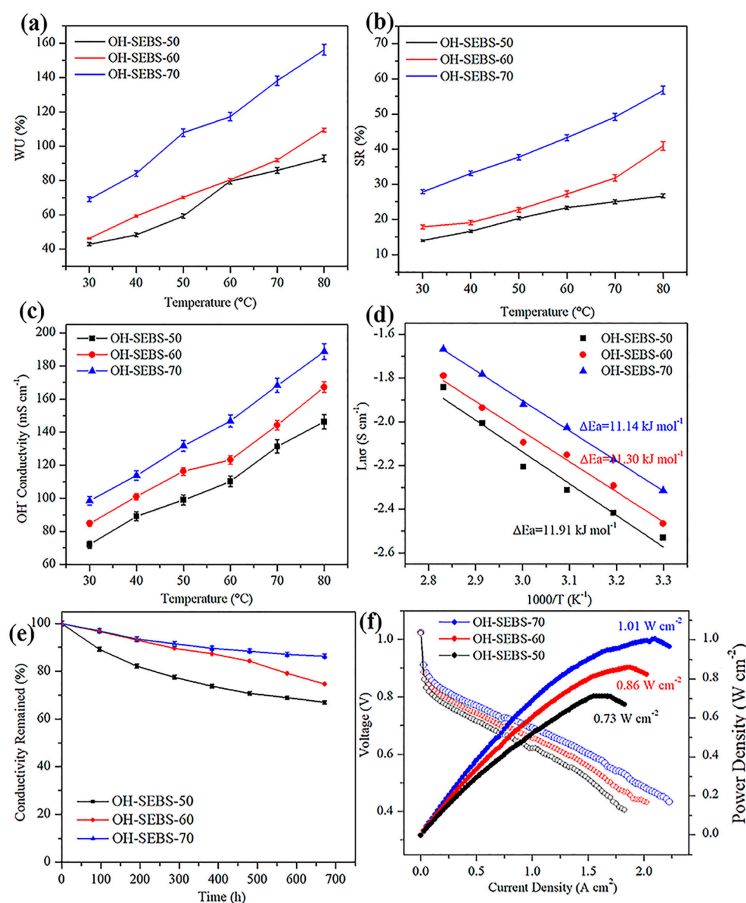 (a)
OH-SEBS-50
OH-SEBS-60
OH-SEBS-70
160
140
120
100
80
60
40
WU (%)
30 40 50 60 70 80
Temperature (°C)
(b)
OH-SEBS-50
OH-SEBS-60
OH-SEBS-70
70
60
50
40
30
20
10
SR (%)
30 40 50 60 70 80
Temperature (°C)
(c)
OH-SEBS-50
OH-SEBS-60
OH-SEBS-70
200
180
160
140
120
100
80
60
OH⁻ Conductvity (mS cm⁻¹)
30 40 50 60 70 80
Temperature (°C)
(d)
OH-SEBS-50
OH-SEBS-60
OH-SEBS-70
-1.6
-1.8
-2.0
-2.2
-2.4
-2.6
Lnσ (S cm⁻¹)
ΔEa=11.14 kJ mol⁻¹
ΔEa=11.30 kJ mol⁻¹
ΔEa=11.91 kJ mol⁻¹
2.8 2.9 3.0 3.1 3.2 3.3
1000/T (K⁻¹)
(e)
100
80
60
40
20
0
Conductivity Remained (%)
OH-SEBS-50
OH-SEBS-60
OH-SEBS-70
0 100 200 300 400 500 600 700
Time (h)
(f)
OH-SEBS-70
OH-SEBS-60
OH-SEBS-50
1.01 W cm⁻²
0.86 W cm⁻²
0.73 W cm⁻²
1.0
0.8
0.6
0.4
Voltage (V)
1.0
0.8
0.6
0.4
0.2
0.0
Power Density (W cm⁻²)
0.0 0.5 1.0 1.5 2.0
Current Density (A cm²)